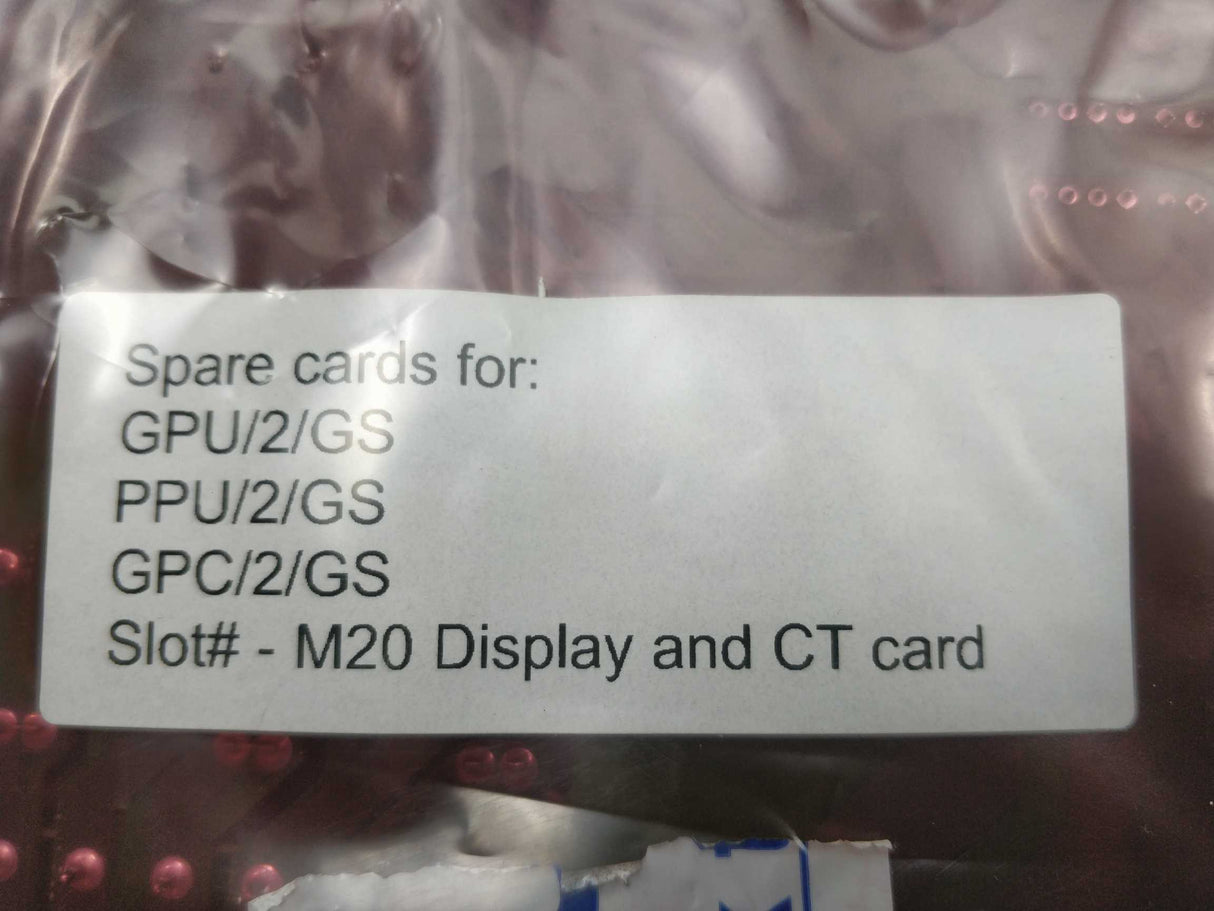 Spare cards for:
GPU/2/GS
PPU/2/GS
GPC/2/GS
Slot# - M20 Display and CT card